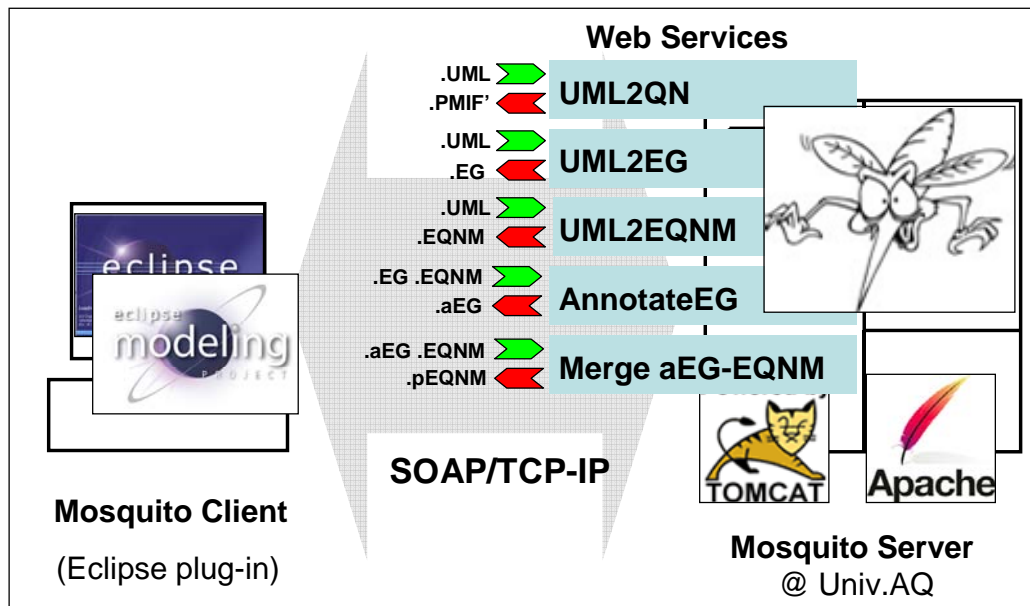 Web Services
.UML
.PMIF'
UML2QN
.UML
.EG
UML2EG
.UML
.EQNM
UML2EQNM
.EG .EQNM
.aEG
AnnotateEG
.aEG .EQNM
.pEQNM
Merge aEG-EQNM
eclipse
eclipse
modeling
PROJECT
SOAP/TCP-IP
TOMCAT
Apache
Mosquito Client
(Eclipse plug-in)
Mosquito Server
@ Univ.AQ